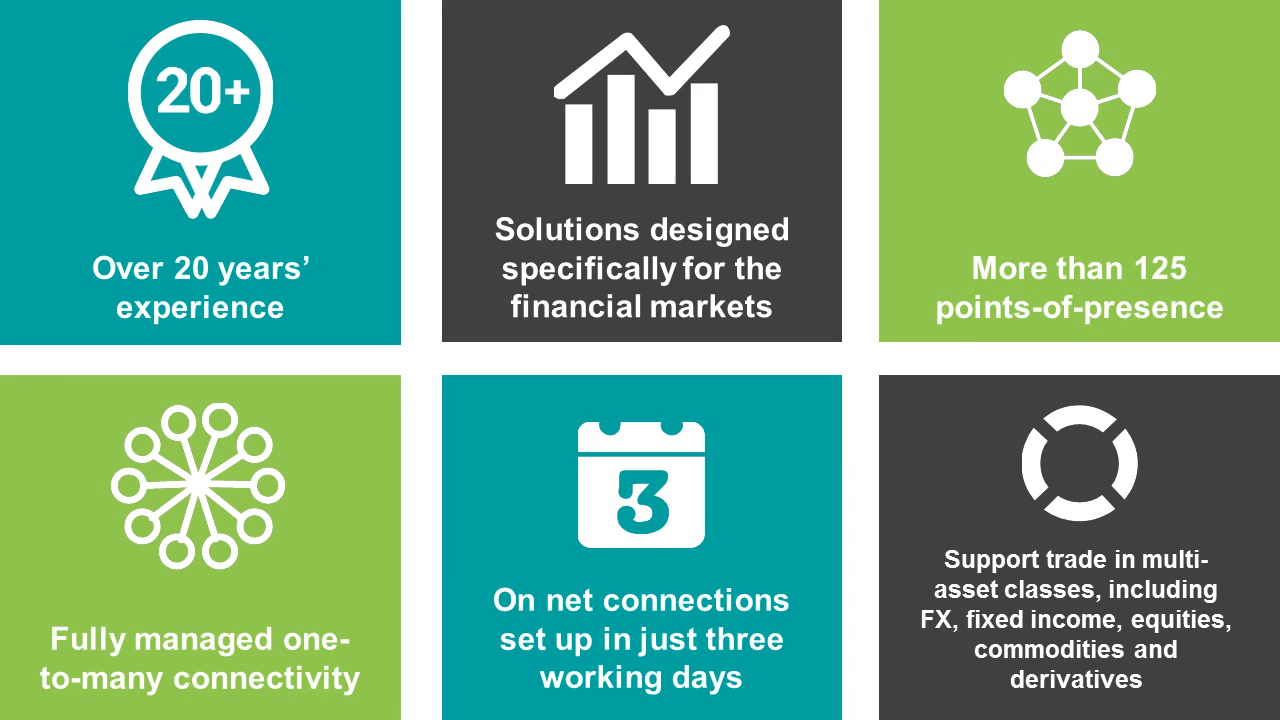 20+
Over 20 years’
experience
Solutions designed
specifically for the
financial markets
More than 125
points-of-presence
Fully managed one-
to-many connectivity
3
On net connections
set up in just three
working days
Support trade in multi-
asset classes, including
FX, fixed income, equities,
commodities and
derivatives